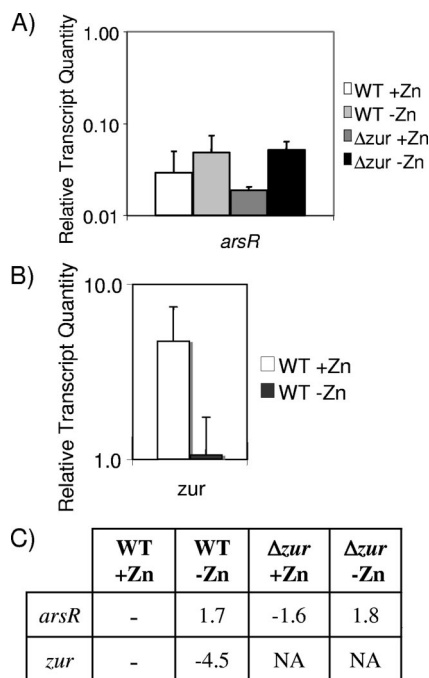 A)
Relative Transcript Quantity
1.00
0.10
0.01
arsR
WT +Zn
WT -Zn
Δzur +Zn
Δzur -Zn
B)
Relative Transcript Quantity
10.0
1.0
zur
WT +Zn
WT -Zn
C)
WT +Zn WT -Zn Δzur +Zn Δzur -Zn
arsR - 1.7 -1.6 1.8
zur - -4.5 NA NA